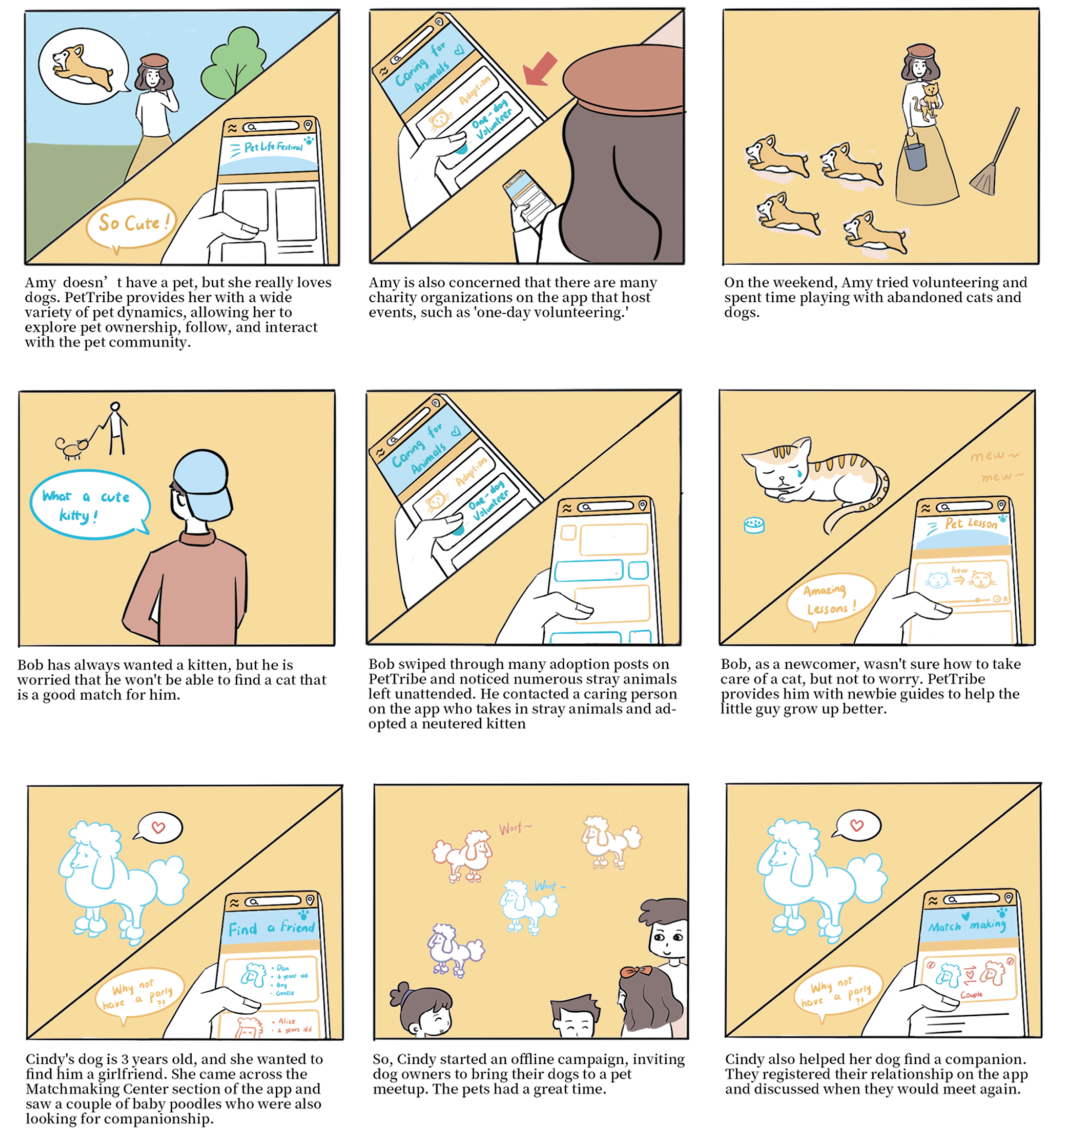 Pet Life Festival
So Cute!
Amy doesn't have a pet, but she really loves
dogs. PetTribe provides her with a wide
variety of pet dynamics, allowing her to
explore pet ownership, follow, and interact
with the pet community.
Caring for
Animals
Adoption
One-dog
Volunteer
Amy is also concerned that there are many
charity organizations on the app that host
events, such as 'one-day volunteering.'
On the weekend, Amy tried volunteering and
spent time playing with abandoned cats and
dogs.
What a cute
kitty!
Bob has always wanted a kitten, but he is
worried that he won't be able to find a cat that
is a good match for him.
Caring for
Animals
Adoption
One-dog
Volunteer
Bob swiped through many adoption posts on
PetTribe and noticed numerous stray animals
left unattended. He contacted a caring person
on the app who takes in stray animals and ad-
opted a neutered kitten
mew~
mew~
Pet Lesson
how
Amazing
Lessons!
Bob, as a newcomer, wasn't sure how to take
care of a cat, but not to worry. PetTribe
provides him with newbie guides to help the
little guy grow up better.
Find a Friend
• Dan
• 3 years old
• Boy
• Gentle
• Alice
• 2 years old
Why not
have a party
?!
Cindy's dog is 3 years old, and she wanted to
find him a girlfriend. She came across the
Matchmaking Center section of the app and
saw a couple of baby poodles who were also
looking for companionship.
Woof~
Woof~
So, Cindy started an offline campaign, inviting
dog owners to bring their dogs to a pet
meetup. The pets had a great time.
Match making
Couple
Why not
have a party
?!
Cindy also helped her dog find a companion.
They registered their relationship on the app
and discussed when they would meet again.